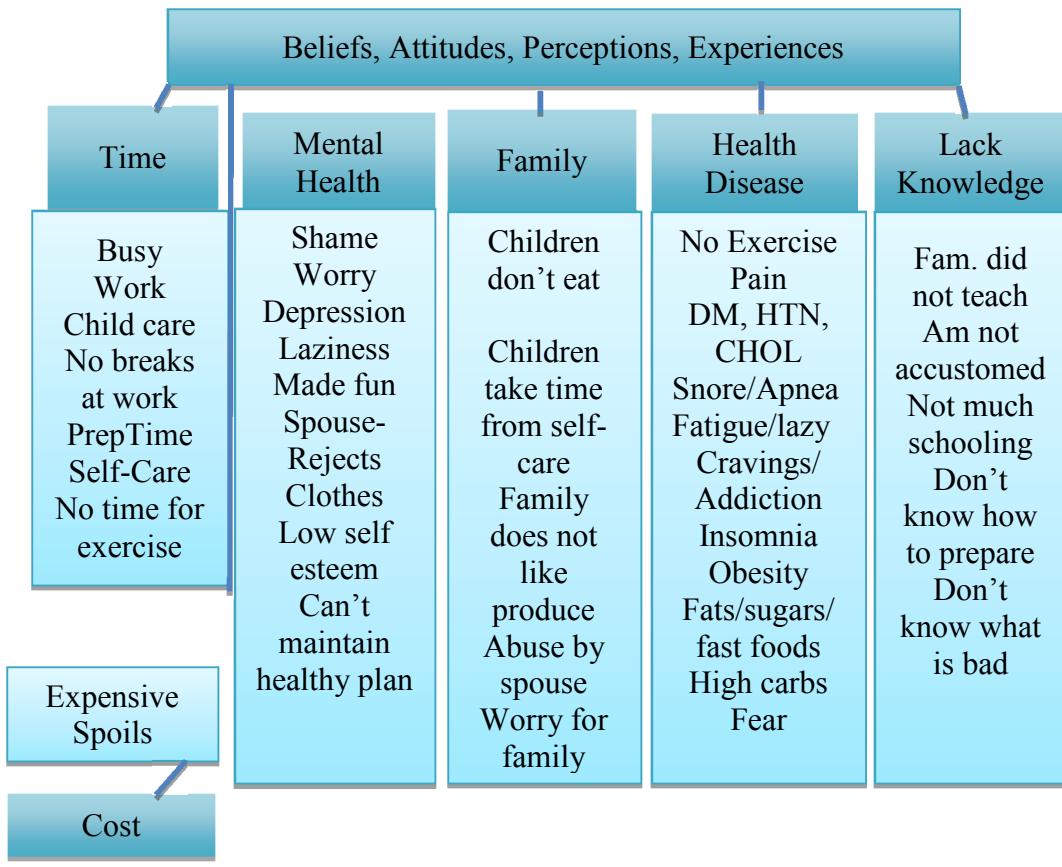 Beliefs, Attitudes, Perceptions, Experiences
Time
Busy
Work
Child care
No breaks
at work
PrepTime
Self-Care
No time for
exercise
Mental
Health
Shame
Worry
Depression
Laziness
Made fun
Spouse-
Rejects
Clothes
Low self
esteem
Can’t
maintain
healthy plan
Family
Children
don’t eat
Children
take time
from self-
care
Family
does not
like
produce
Abuse by
spouse
Worry for
family
Health
Disease
No Exercise
Pain
DM, HTN,
CHOL
Snore/Apnea
Fatigue/lazy
Cravings/
Addiction
Insomnia
Obesity
Fats/sugars/
fast foods
High carbs
Fear
Lack
Knowledge
Fam. did
not teach
Am not
accustomed
Not much
schooling
Don’t
know how
to prepare
Don’t
know what
is bad
Expensive
Spoils
Cost